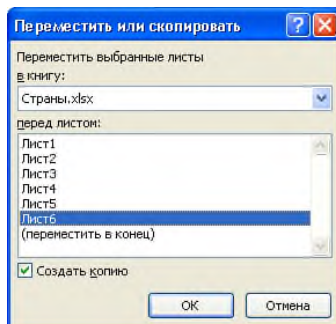 Переместить или скопировать
Переместить выбранные листы
в книгу:
Страны.xlsx
перед листом:
Лист1
Лист2
Лист3
Лист4
Лист5
Лист6
(переместить в конец)
Создать копию
ОК
Отмена